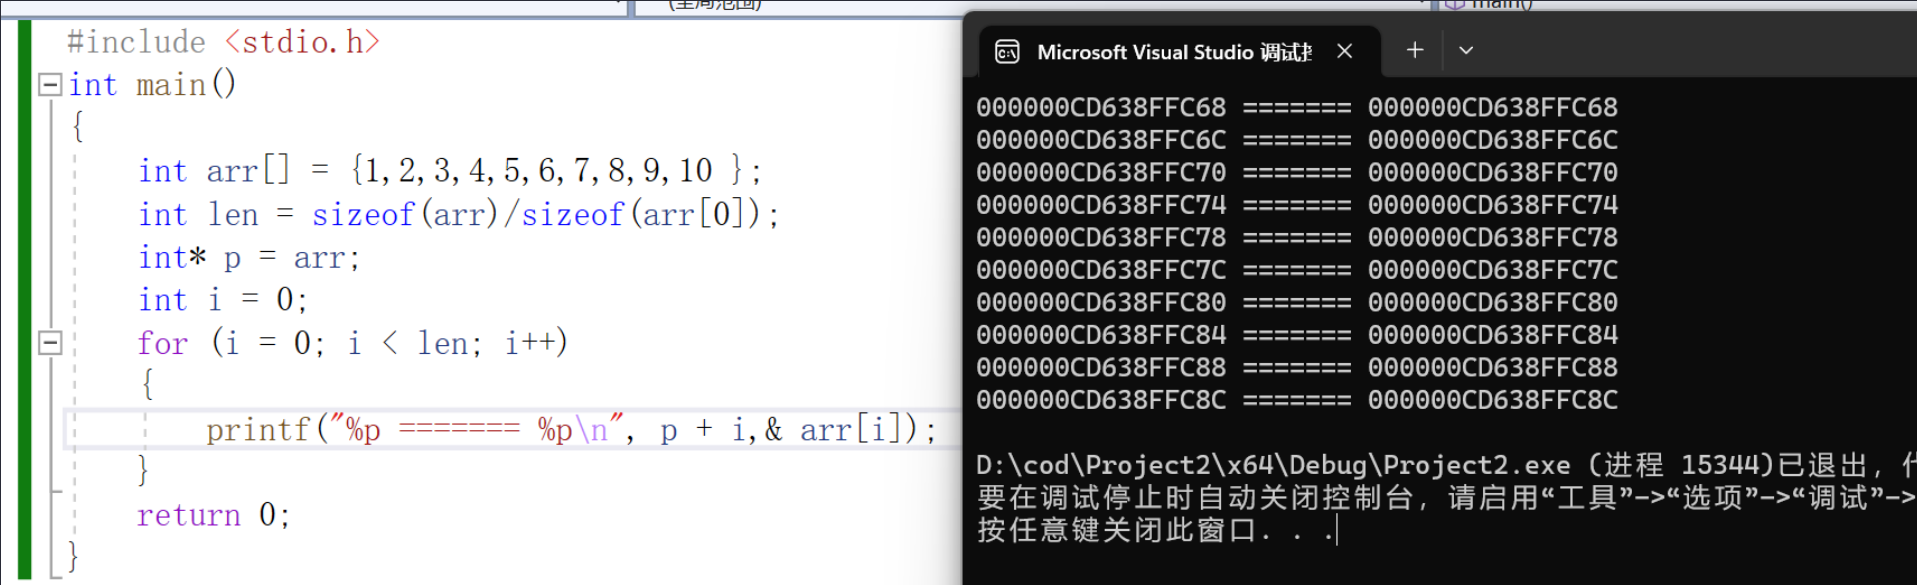 (全局范围)
main()
#include <stdio.h>
int main()
{
int arr[] = {1,2,3,4,5,6,7,8,9,10 };
int len = sizeof(arr)/sizeof(arr[0]);
int* p = arr;
int i = 0;
for (i = 0; i < len; i++)
{
printf("%p ======= %p\n", p + i,& arr[i]);
}
return 0;
}
Microsoft Visual Studio 调试
000000CD638FFC68 ======= 000000CD638FFC68
000000CD638FFC6C ======= 000000CD638FFC6C
000000CD638FFC70 ======= 000000CD638FFC70
000000CD638FFC74 ======= 000000CD638FFC74
000000CD638FFC78 ======= 000000CD638FFC78
000000CD638FFC7C ======= 000000CD638FFC7C
000000CD638FFC80 ======= 000000CD638FFC80
000000CD638FFC84 ======= 000000CD638FFC84
000000CD638FFC88 ======= 000000CD638FFC88
000000CD638FFC8C ======= 000000CD638FFC8C
D:\cod\Project2\x64\Debug\Project2.exe (进程 15344)已退出，
要在调试停止时自动关闭控制台，请启用“工具”->“选项”->“调试”->
按任意键关闭此窗口. . .